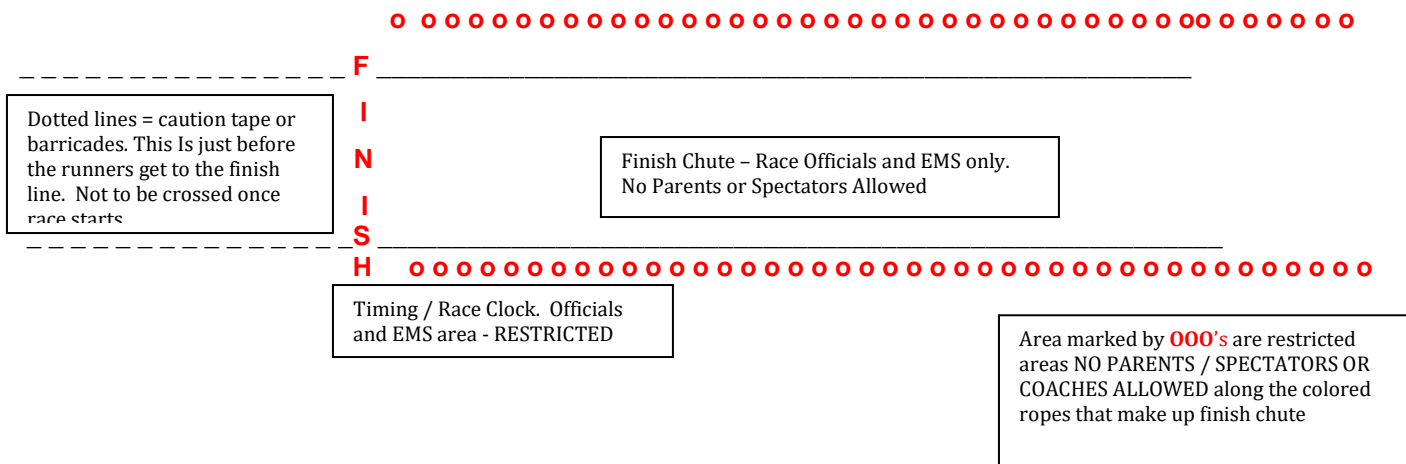 o o o o o o o o o o o o o o o o o o o o o o o o o o o o o o o o o oo o o o o o o
F
Dotted lines = caution tape or
barricades. This Is just before
the runners get to the finish
line. Not to be crossed once
race starts
I
N
I
S
H
Finish Chute – Race Officials and EMS only.
No Parents or Spectators Allowed
o o o o o o o o o o o o o o o o o o o o o o o o o o o o o o o o o o o o o o o o o
Timing / Race Clock. Officials
and EMS area - RESTRICTED
Area marked by OOO's are restricted
areas NO PARENTS / SPECTATORS OR
COACHES ALLOWED along the colored
ropes that make up finish chute